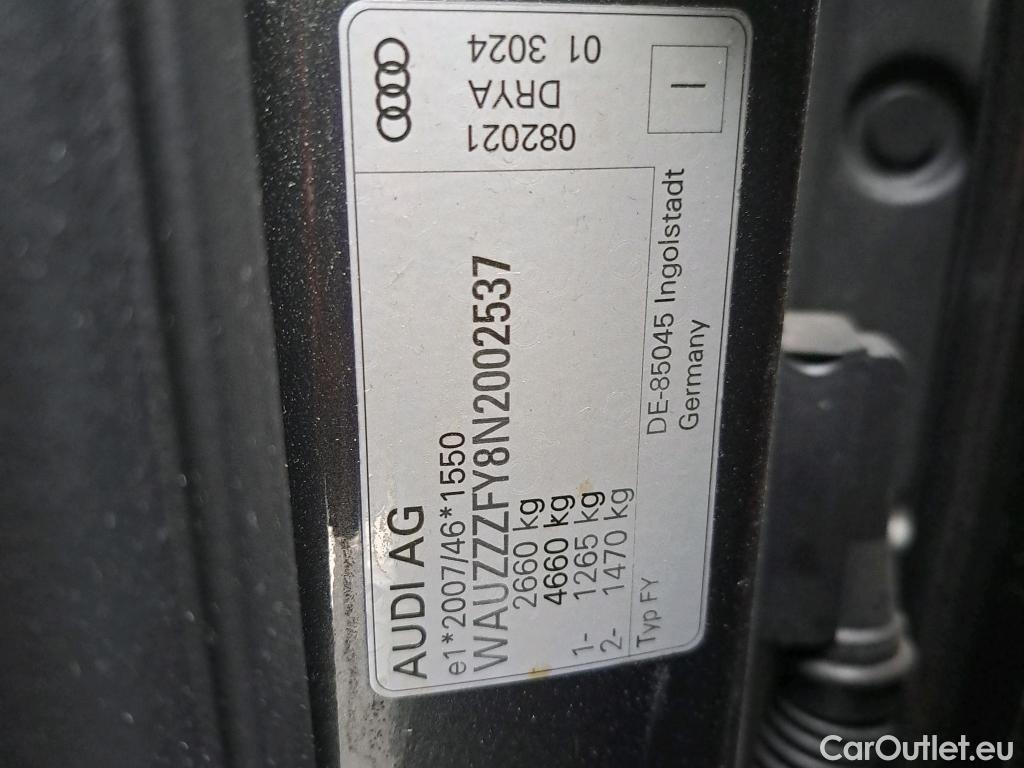 AUDI AG
e1*2007/46*1550
WAUZZZFY8N2002537
2660 kg
4660 kg
1- 1265 kg
2- 1470 kg
Typ FY
DE-85045 Ingolstadt
Germany
082021
DRYA
01 3024
I
CarOutlet.eu